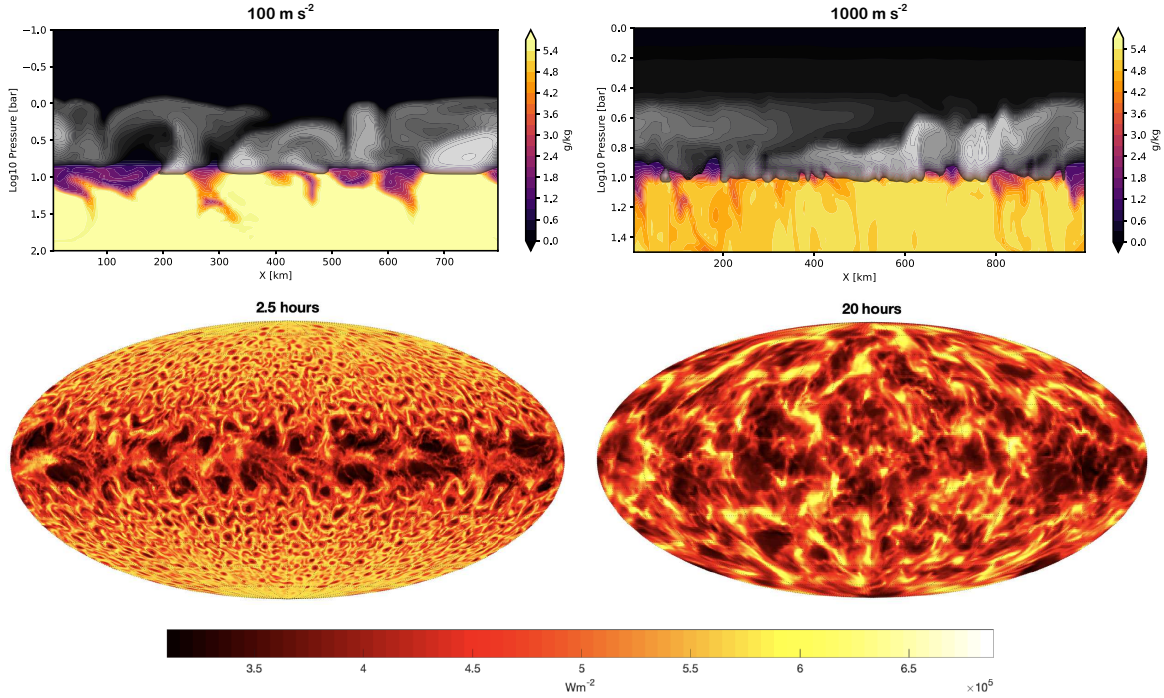 100 m s-2
1000 m s-2
Log10 Pressure [bar]
−1.0
−0.5
0.0
0.5
1.0
1.5
2.0
100 200 300 400 500 600 700
X [km]
5.4
4.8
4.2
3.6
3.0
2.4
1.8
1.2
0.6
0.0
g/kg
Log10 Pressure [bar]
0.0
0.2
0.4
0.6
0.8
1.0
1.2
1.4
200 400 600 800
X [km]
5.4
4.8
4.2
3.6
3.0
2.4
1.8
1.2
0.6
0.0
g/kg
2.5 hours
20 hours
3.5 4 4.5 5 5.5 6 6.5
Wm-2
×10^5